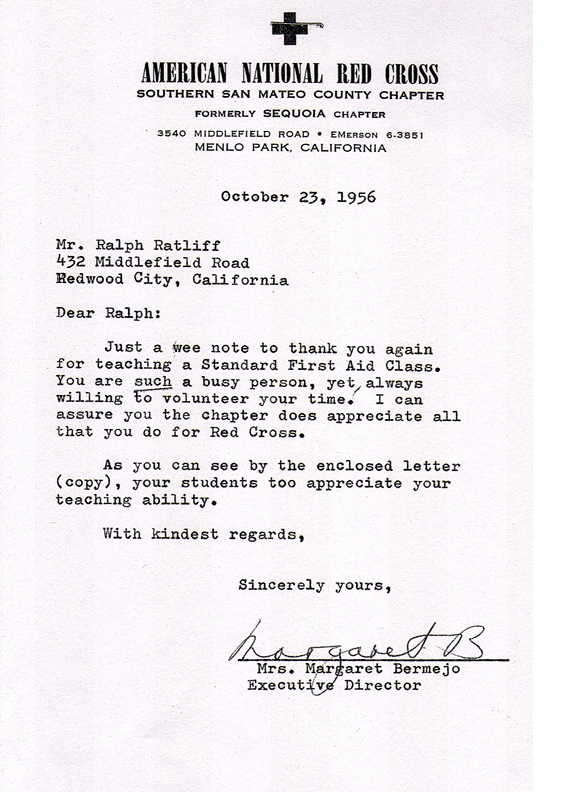 AMERICAN NATIONAL RED CROSS
SOUTHERN SAN MATEO COUNTY CHAPTER
FORMERLY SEQUOIA CHAPTER
3540 MIDDLEFIELD ROAD • EMERSON 6-3851
MENLO PARK, CALIFORNIA
October 23, 1956
Mr. Ralph Ratliff
432 Middlefield Road
Redwood City, California
Dear Ralph:
Just a wee note to thank you again
for teaching a Standard First Aid Class.
You are such a busy person, yet, always
willing to volunteer your time. I can
assure you the chapter does appreciate all
that you do for Red Cross.
As you can see by the enclosed letter
(copy), your students too appreciate your
teaching ability.
With kindest regards,
Sincerely yours,
Margaret B
Mrs. Margaret Bermejo
Executive Director